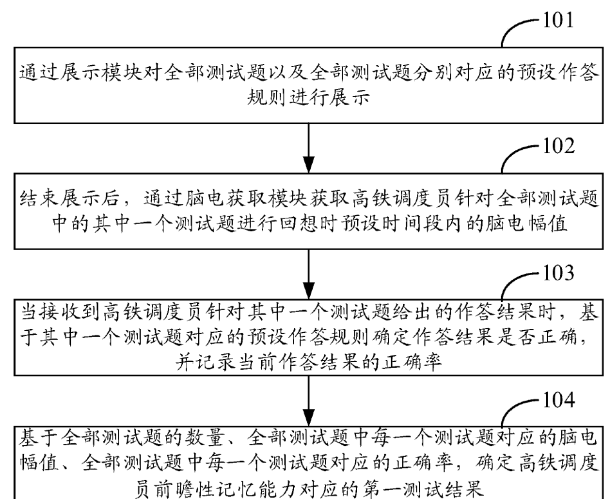 101
通过展示模块对全部测试题以及全部测试题分别对应的预设作答
规则进行展示
102
结束展示后，通过脑电获取模块获取高铁调度员针对全部测试题
中的其中一个测试题进行回想时预设时间段内的脑电幅值
103
当接收到高铁调度员针对其中一个测试题给出的作答结果时，基
于其中一个测试题对应的预设作答规则确定作答结果是否正确，
并记录当前作答结果的正确率
104
基于全部测试题的数量、全部测试题中每一个测试题对应的脑电
幅值、全部测试题中每一个测试题对应的正确率，确定高铁调度
员前瞻性记忆能力对应的第一测试结果